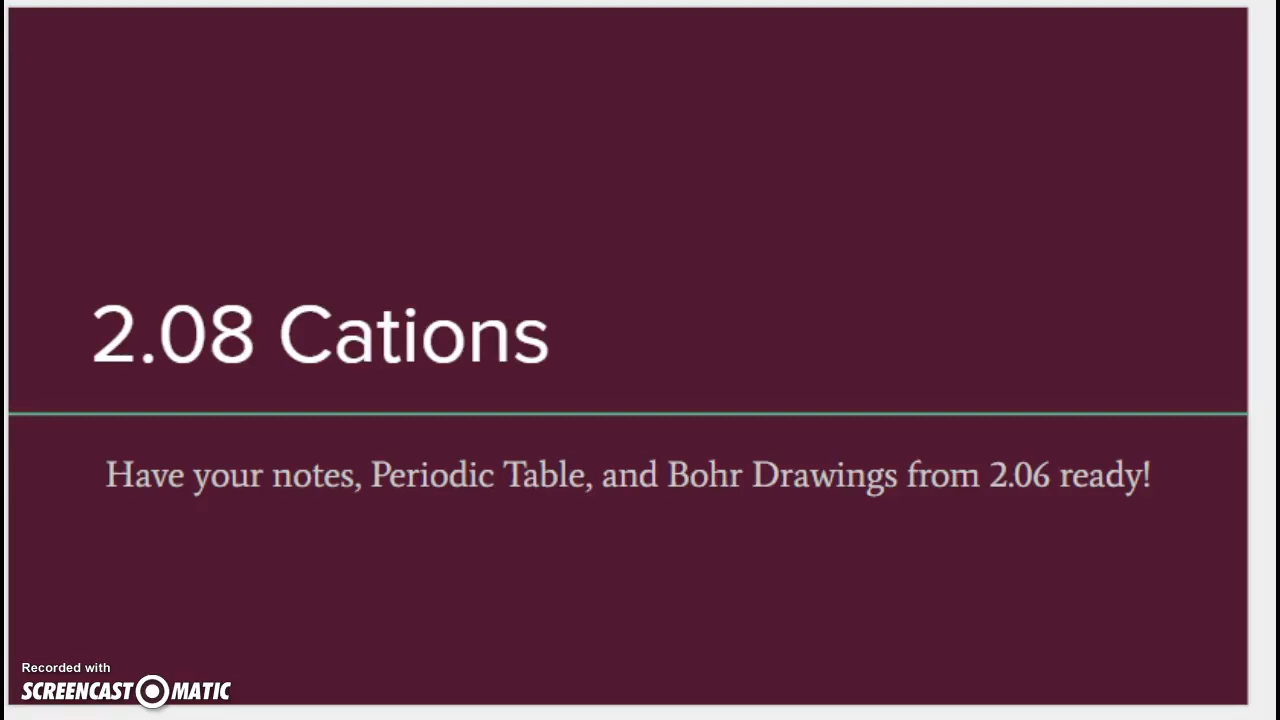 2.08 Cations
Have your notes, Periodic Table, and Bohr Drawings from 2.06 ready!
Recorded with
SCREENCAST MATIC